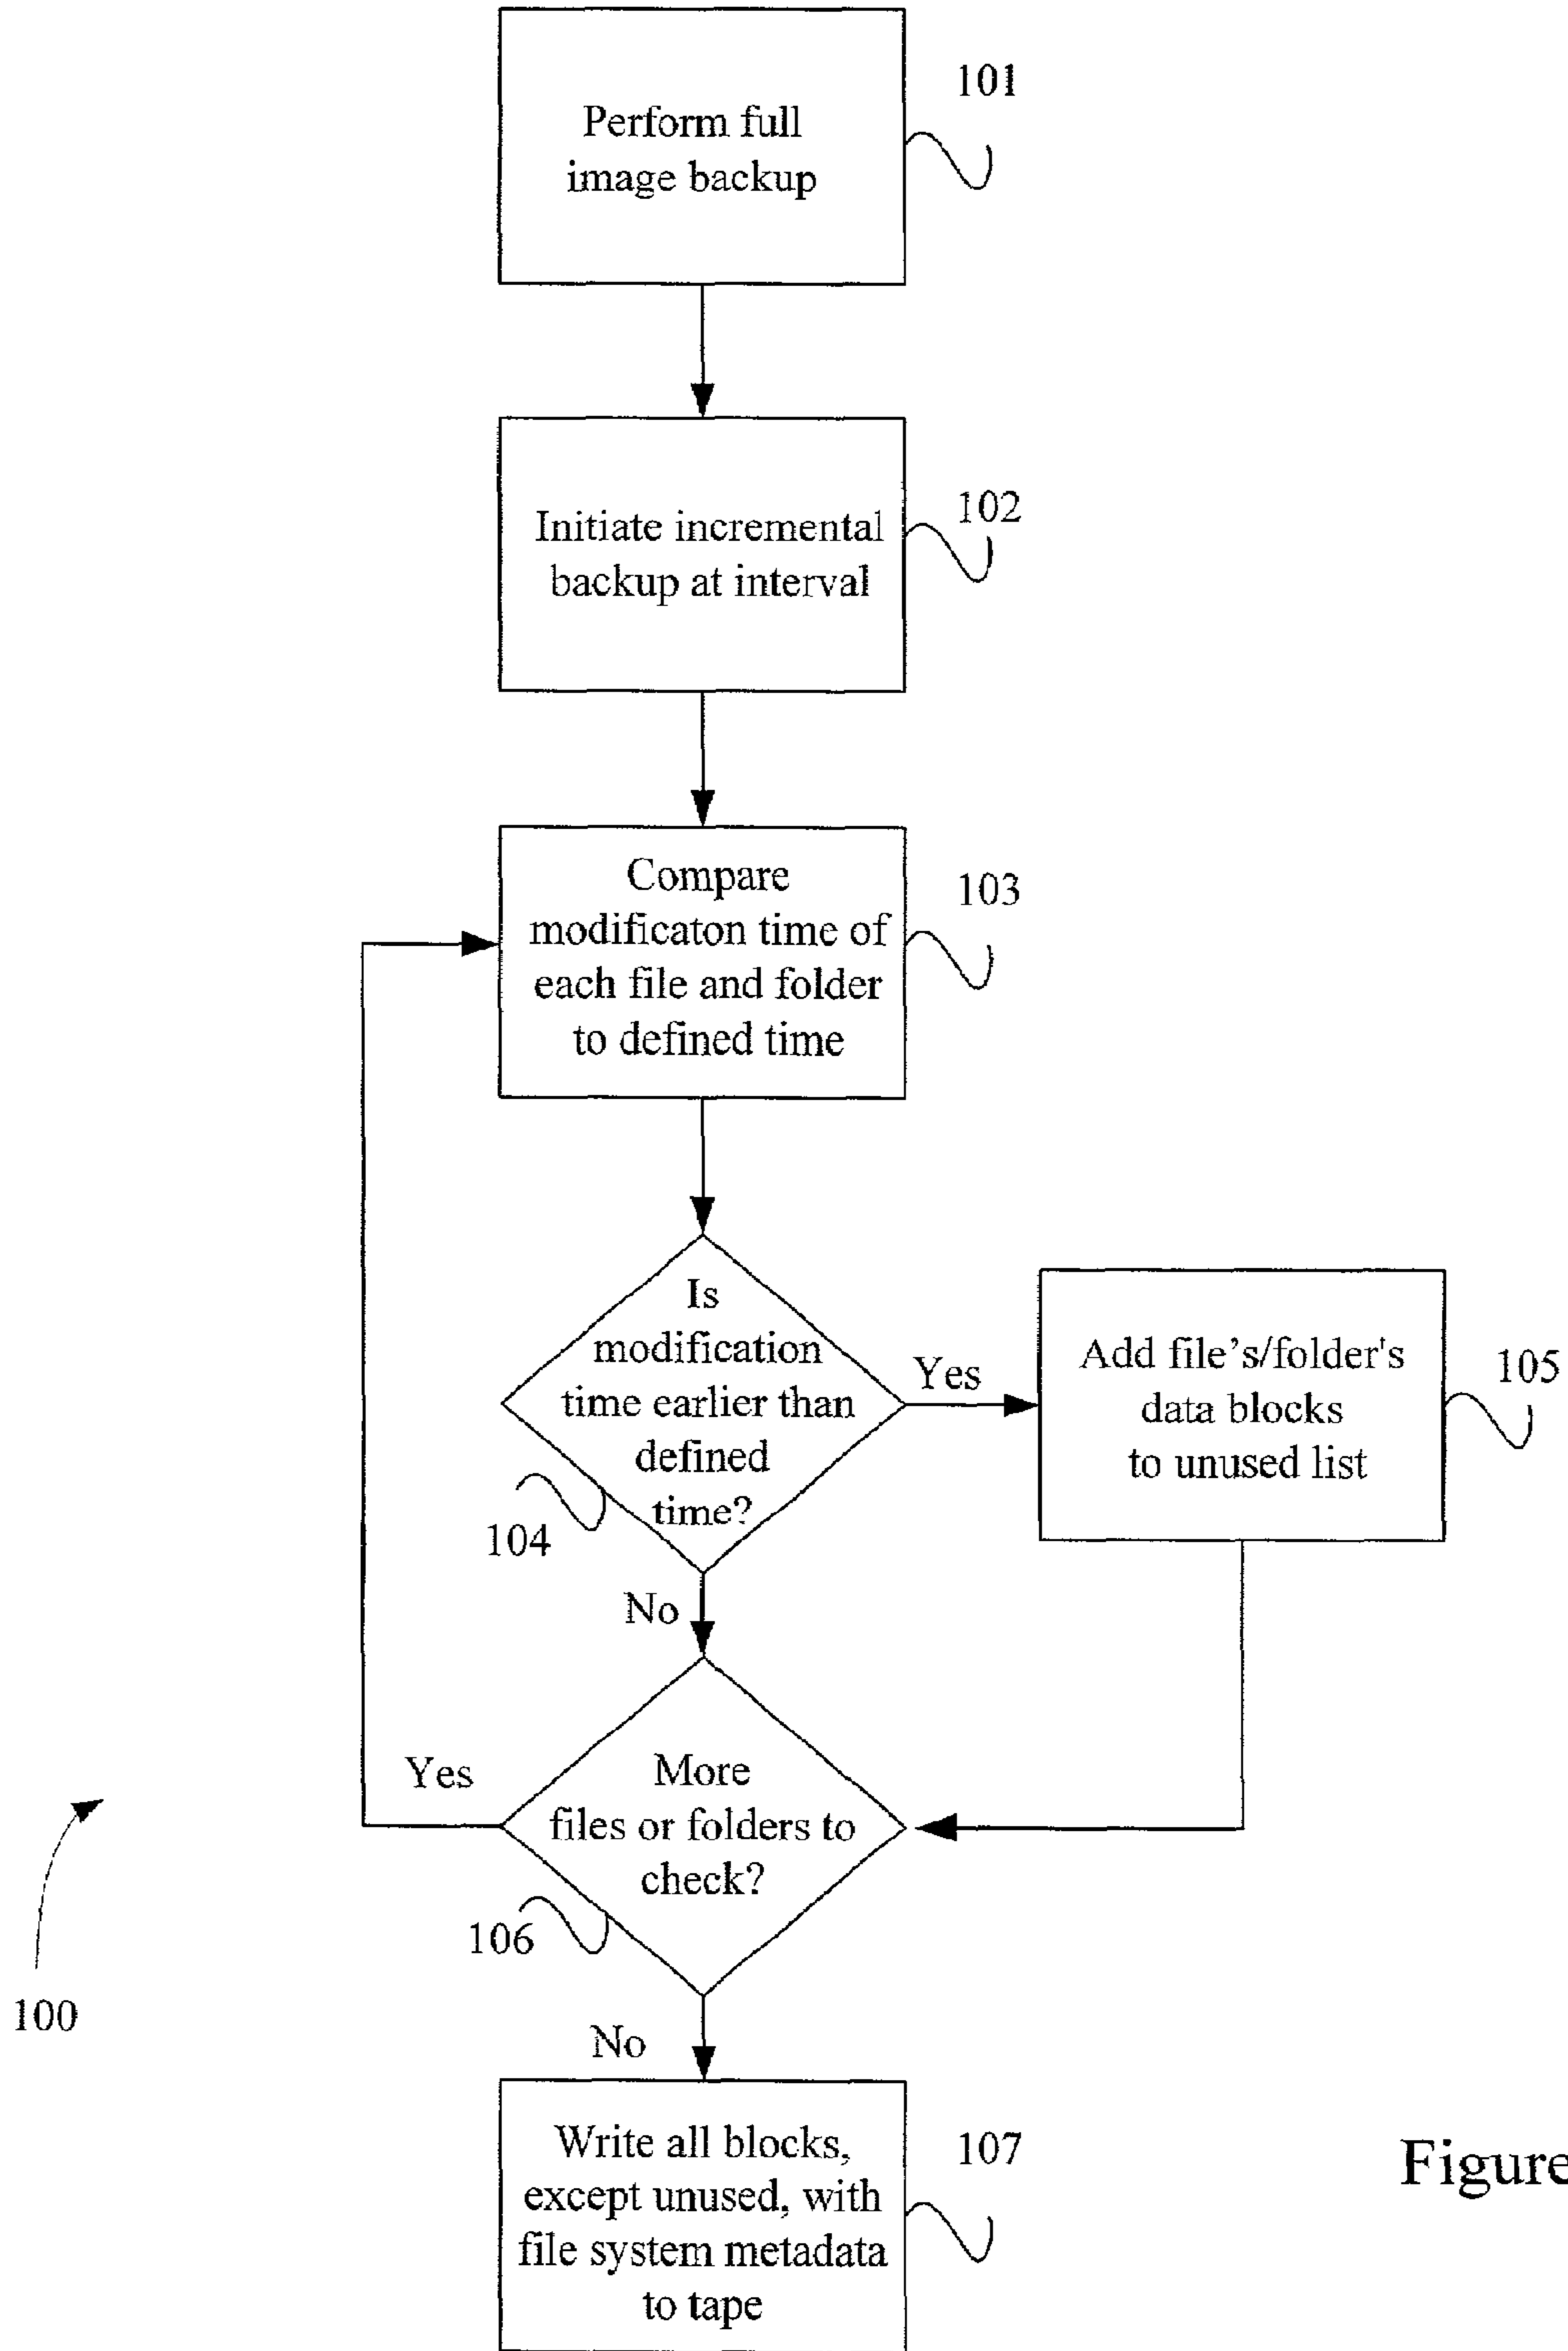 Perform full
image backup
101
Initiate incremental
backup at interval
102
Compare
modificaton time of
each file and folder
to defined time
103
Is
modification
time earlier than
defined
time?
104
Yes
Add file's/folder's
data blocks
to unused list
105
No
More
files or folders to
check?
106
Yes
100
No
Write all blocks,
except unused, with
file system metadata
to tape
107
Figure